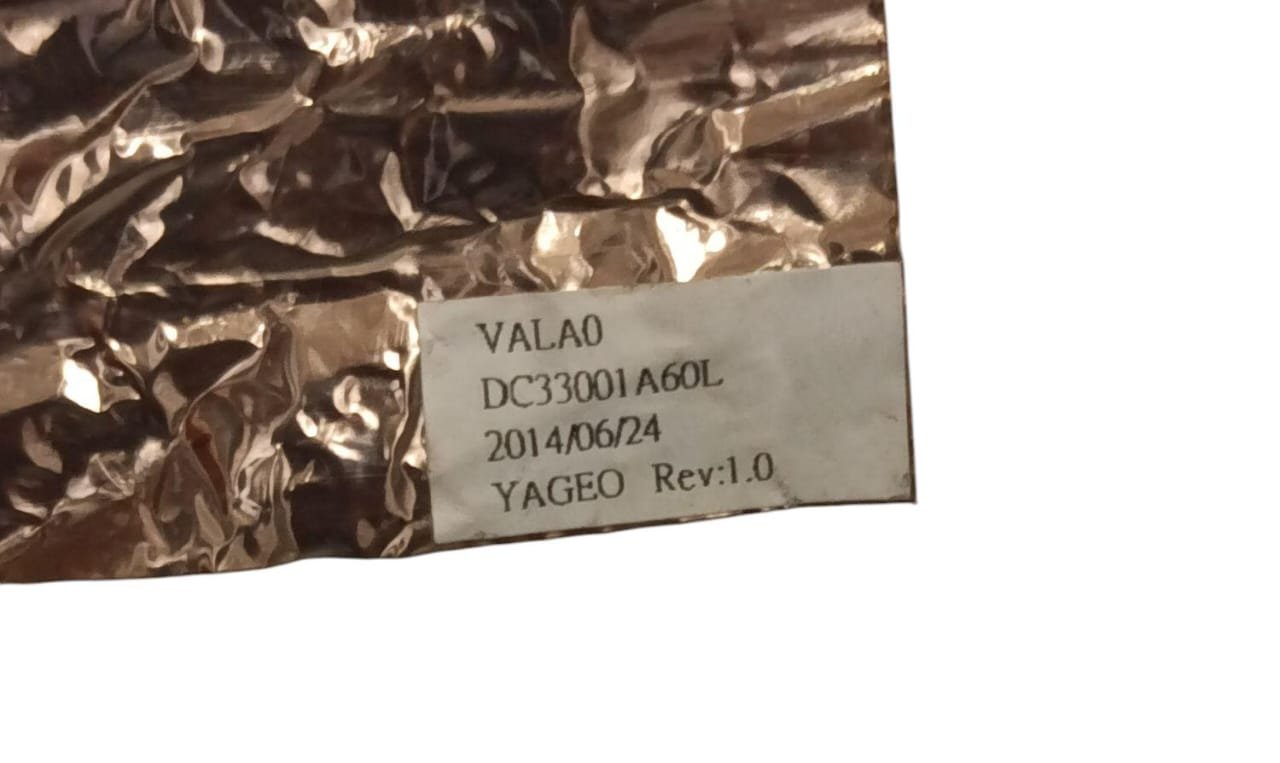 VALA0
DC33001A60L
2014/06/24
YAGEO Rev:1.0